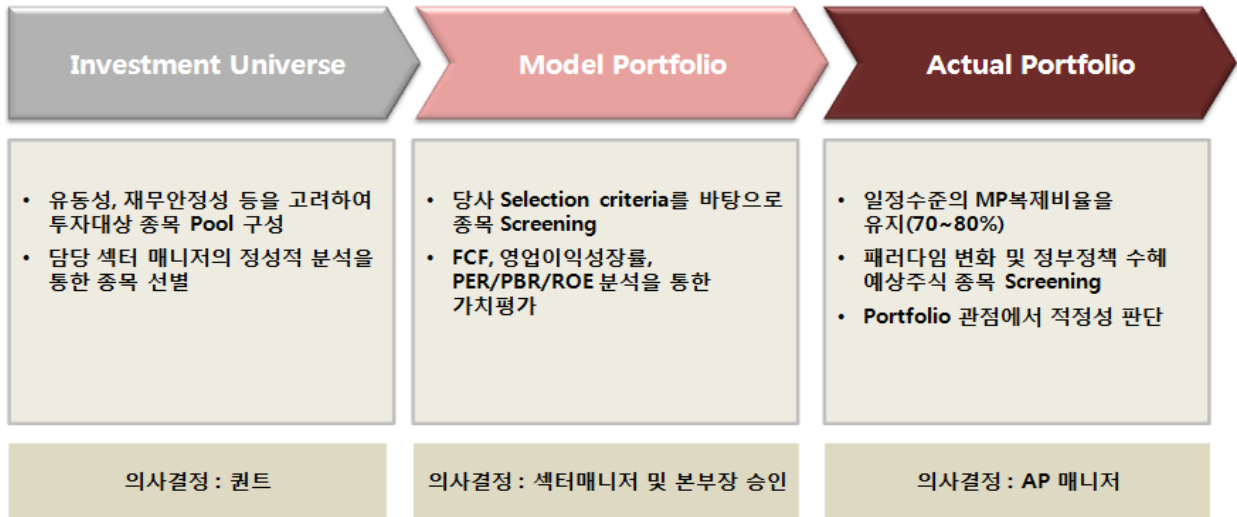 Investment Universe
Model Portfolio
Actual Portfolio
• 유동성, 재무안정성 등을 고려하여
투자대상 종목 Pool 구성
• 담당 섹터 매니저의 정성적 분석을
통한 종목 선별
• 당사 Selection criteria를 바탕으로
종목 Screening
• FCF, 영업이익성장률,
PER/PBR/ROE 분석을 통한
가치평가
• 일정수준의 MP복제비율을
유지(70~80%)
• 패러다임 변화 및 정부정책 수혜
예상주식 종목 Screening
• Portfolio 관점에서 적정성 판단
의사결정 : 퀀트
의사결정 : 섹터매니저 및 본부장 승인
의사결정 : AP 매니저